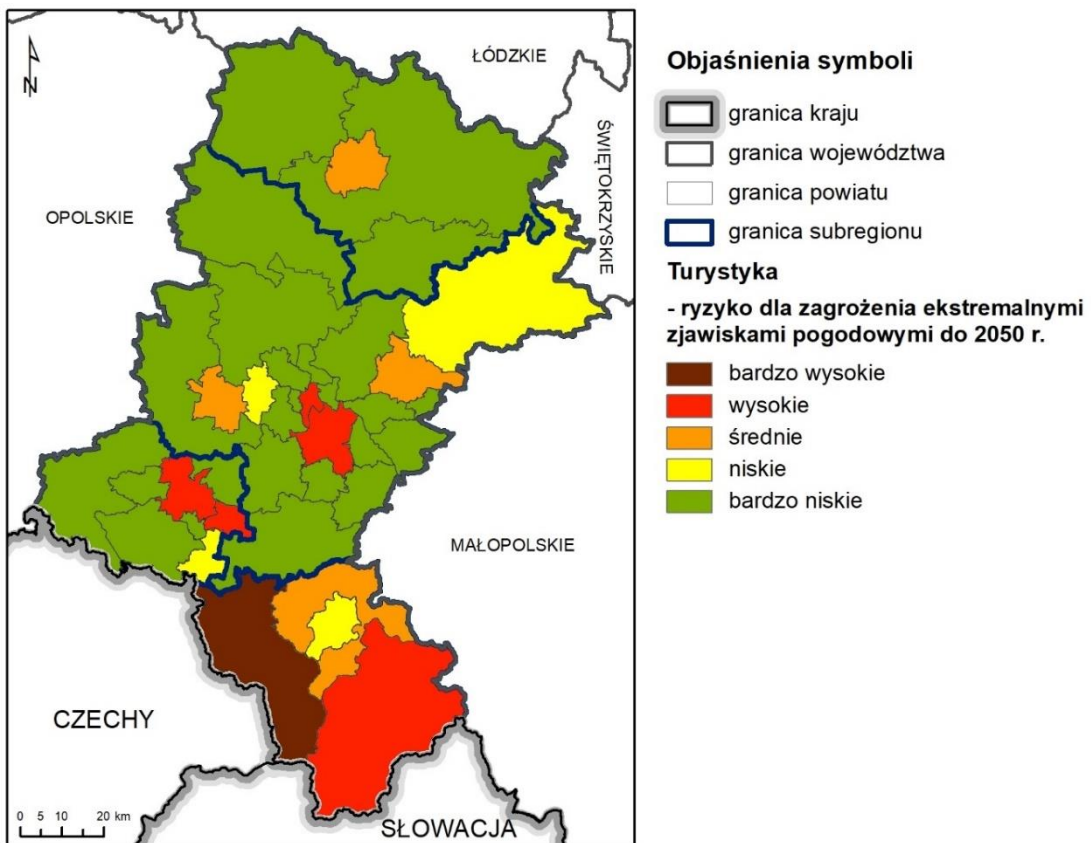 N
ŁÓDZKIE
ŚWIĘTOKRZYSKIE
OPOLSKIE
MAŁOPOLSKIE
CZECHY
SŁOWACJA
0 5 10 20 km
Objaśnienia symboli
granica kraju
granica województwa
granica powiatu
granica subregionu
Turystyka
- ryzyko dla zagrożenia ekstremalnymi
zjawiskami pogodowymi do 2050 r.
bardzo wysokie
wysokie
średnie
niskie
bardzo niskie